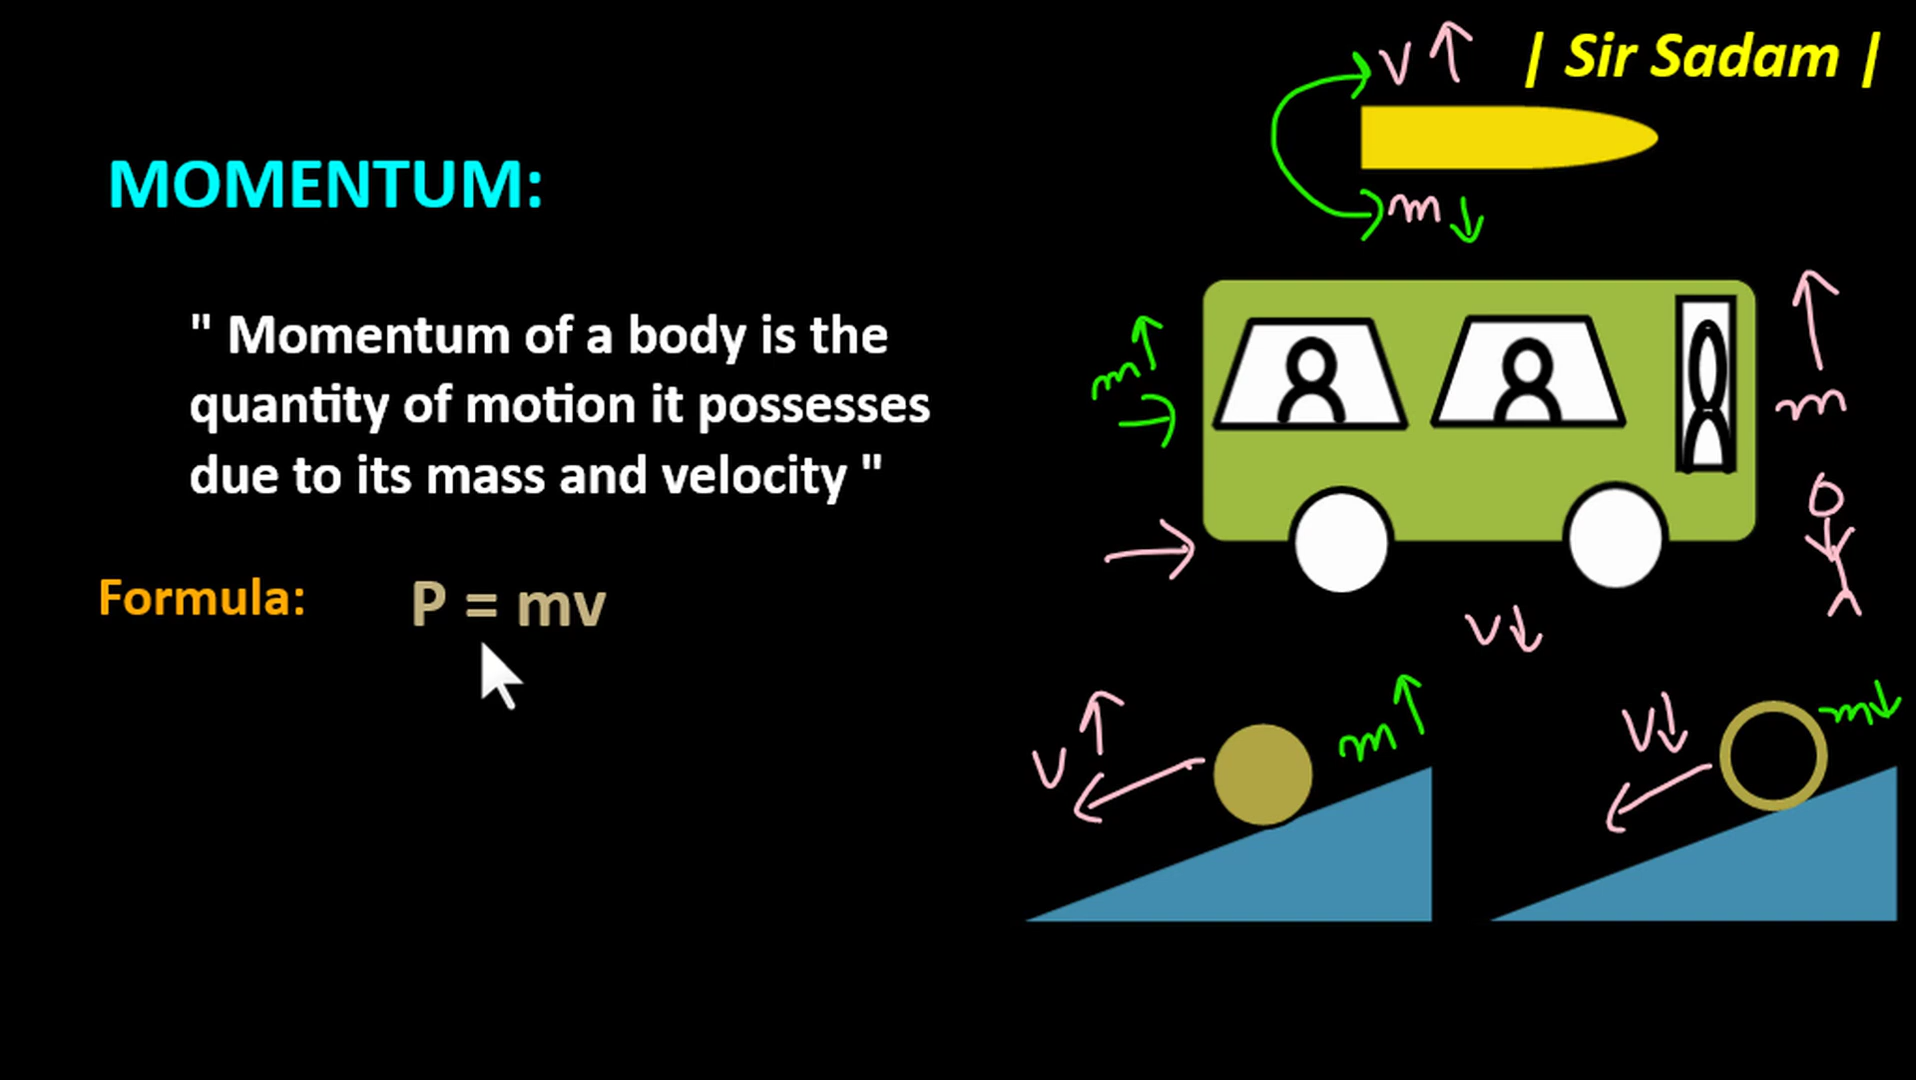 | Sir Sadam |
V ↑
m ↓
MOMENTUM:
" Momentum of a body is the
quantity of motion it possesses
due to its mass and velocity "
m ↑
m
Formula: P = mv
V ↓
V ↑
m ↑
V ↓
m ↓